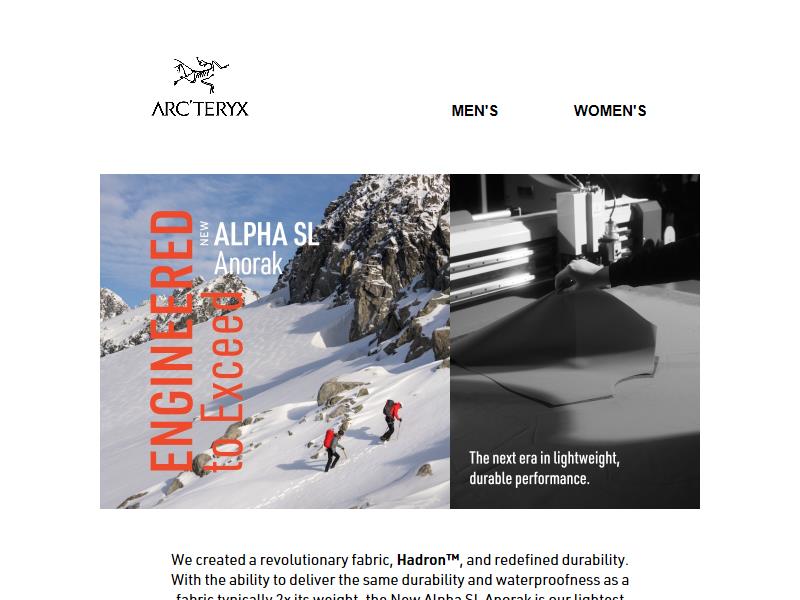 ARC'TERYX
MEN'S
WOMEN'S
ENGINEERED
to Exceed
NEW
ALPHA SL
Anorak
The next era in lightweight,
durable performance.
We created a revolutionary fabric, Hadron™, and redefined durability.
With the ability to deliver the same durability and waterproofness as a
fabric typically 2x its weight, the New Alpha SL Anorak is our lightest